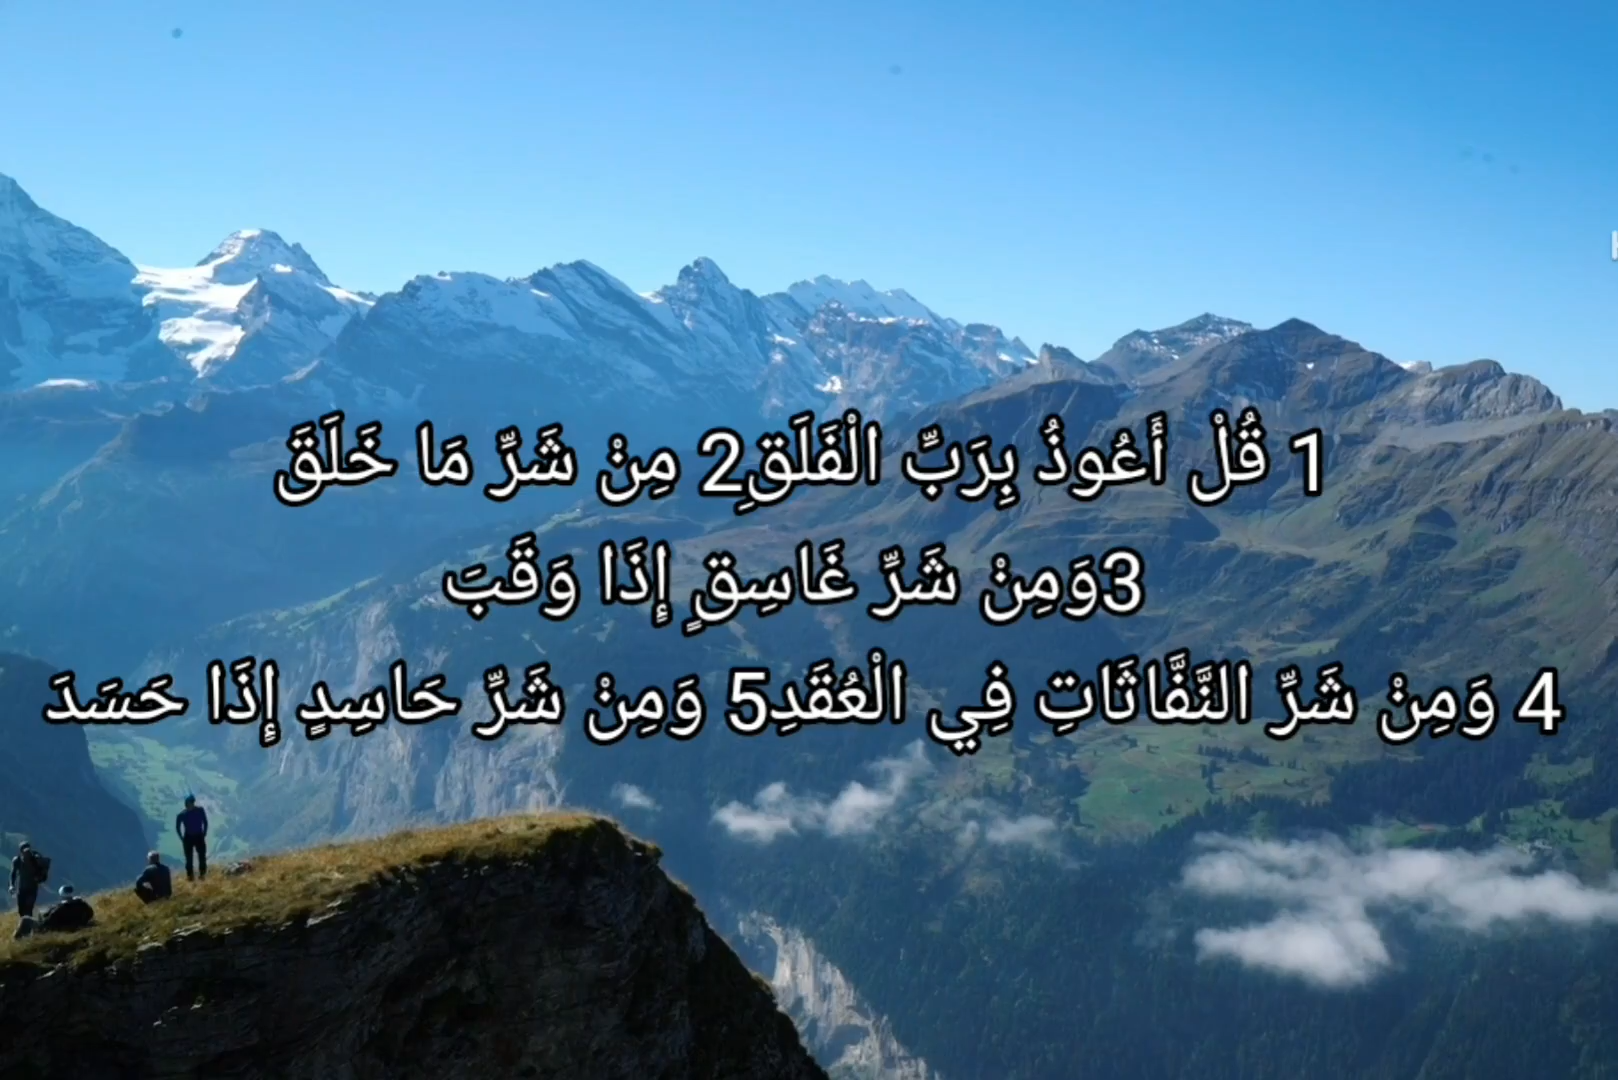 1 قُلْ أَعُوذُ بِرَبِّ الْفَلَقِ2 مِنْ شَرِّ مَا خَلَقَ
3وَمِنْ شَرِّ غَاسِقٍ إِذَا وَقَبَ
4 وَمِنْ شَرِّ النَّفَّاثَاتِ فِي الْعُقَدِ5 وَمِنْ شَرِّ حَاسِدٍ إِذَا حَسَدَ